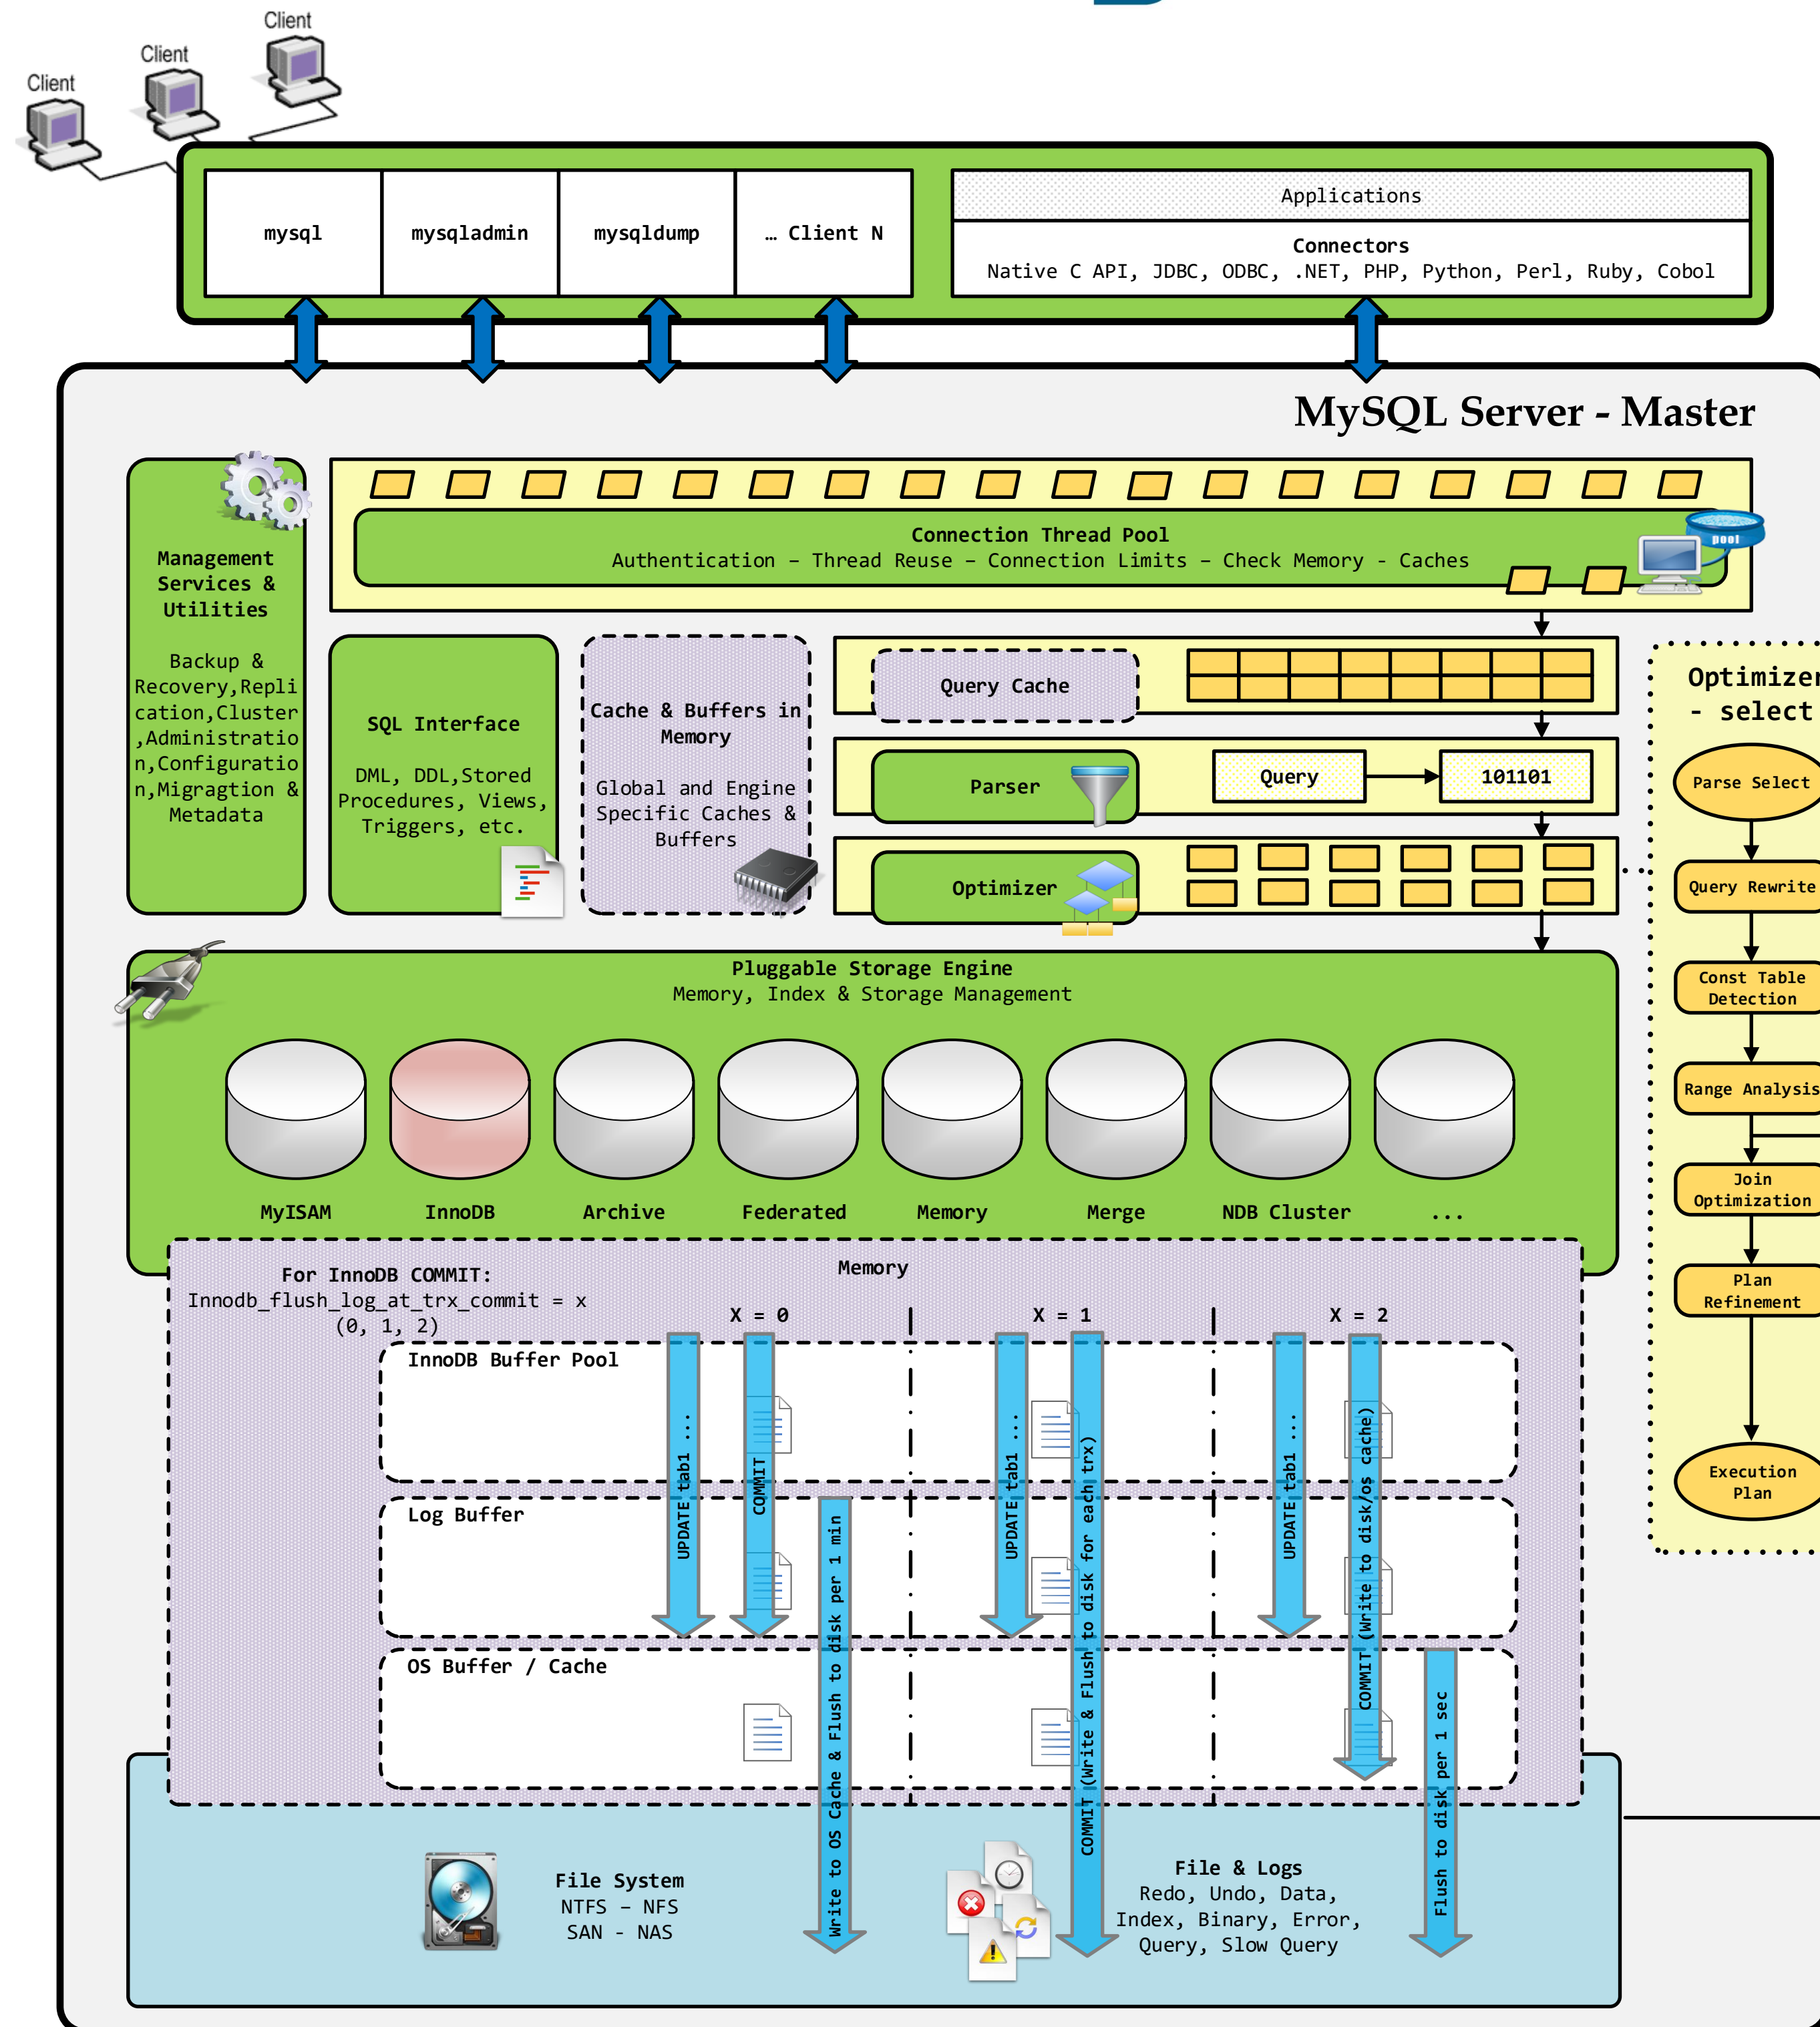 Client
Client
Client
mysql
mysqladmin
mysqldump
… Client N
Applications
Connectors
Native C API, JDBC, ODBC, .NET, PHP, Python, Perl, Ruby, Cobol
MySQL Server - Master
Management
Services &
Utilities
Backup &
Recovery,Repli
cation,Cluster
,Administratio
n,Configuratio
n,Migragtion &
Metadata
Connection Thread Pool
Authentication – Thread Reuse – Connection Limits – Check Memory - Caches
pool
SQL Interface
DML, DDL,Stored
Procedures, Views,
Triggers, etc.
Cache & Buffers in
Memory
Global and Engine
Specific Caches &
Buffers
Query Cache
Parser
Query
101101
Optimizer
Optimizer
- select
Parse Select
Query Rewrite
Const Table
Detection
Range Analysis
Join
Optimization
Plan
Refinement
Execution
Plan
Pluggable Storage Engine
Memory, Index & Storage Management
MyISAM
InnoDB
Archive
Federated
Memory
Merge
NDB Cluster
...
Memory
For InnoDB COMMIT:
Innodb_flush_log_at_trx_commit = x
(0, 1, 2)
X = 0
X = 1
X = 2
InnoDB Buffer Pool
Log Buffer
OS Buffer / Cache
UPDATE tab1 ...
COMMIT
Write to OS Cache & Flush to disk per 1 min
UPDATE tab1 ...
COMMIT (Write & Flush to disk for each trx)
UPDATE tab1 ...
COMMIT (Write to disk/os cache)
Flush to disk per 1 sec
File System
NTFS – NFS
SAN - NAS
File & Logs
Redo, Undo, Data,
Index, Binary, Error,
Query, Slow Query